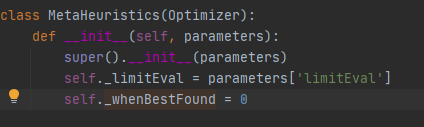 class MetaHeuristics(Optimizer):
    def __init__(self, parameters):
        super().__init__(parameters)
        self._limitEval = parameters['limitEval']
        self._whenBestFound = 0